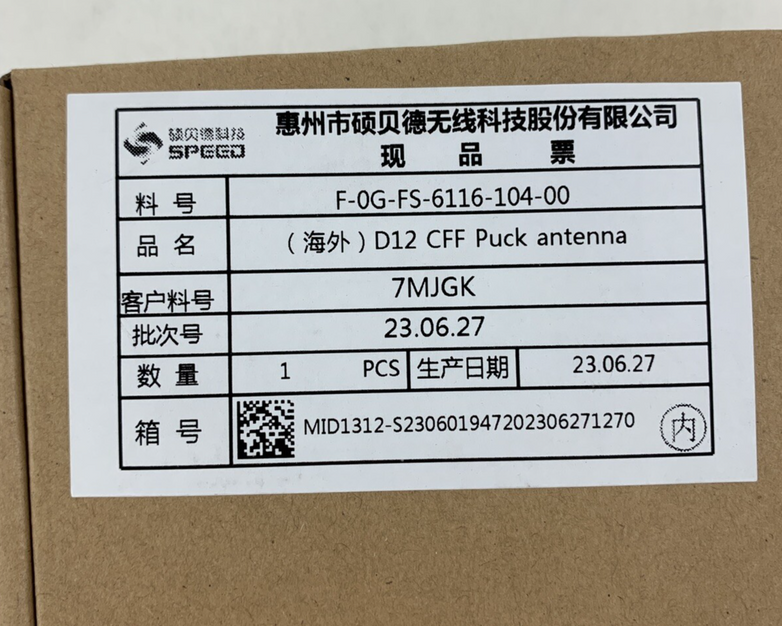 硕贝德科技
SPEED
惠州市硕贝德无线科技股份有限公司
现品票
料号 F-0G-FS-6116-104-00
品名 （海外）D12 CFF Puck antenna
客户料号 7MJGK
批次号 23.06.27
数量 1 PCS 生产日期 23.06.27
箱号 MID1312-S230601947202306271270 内